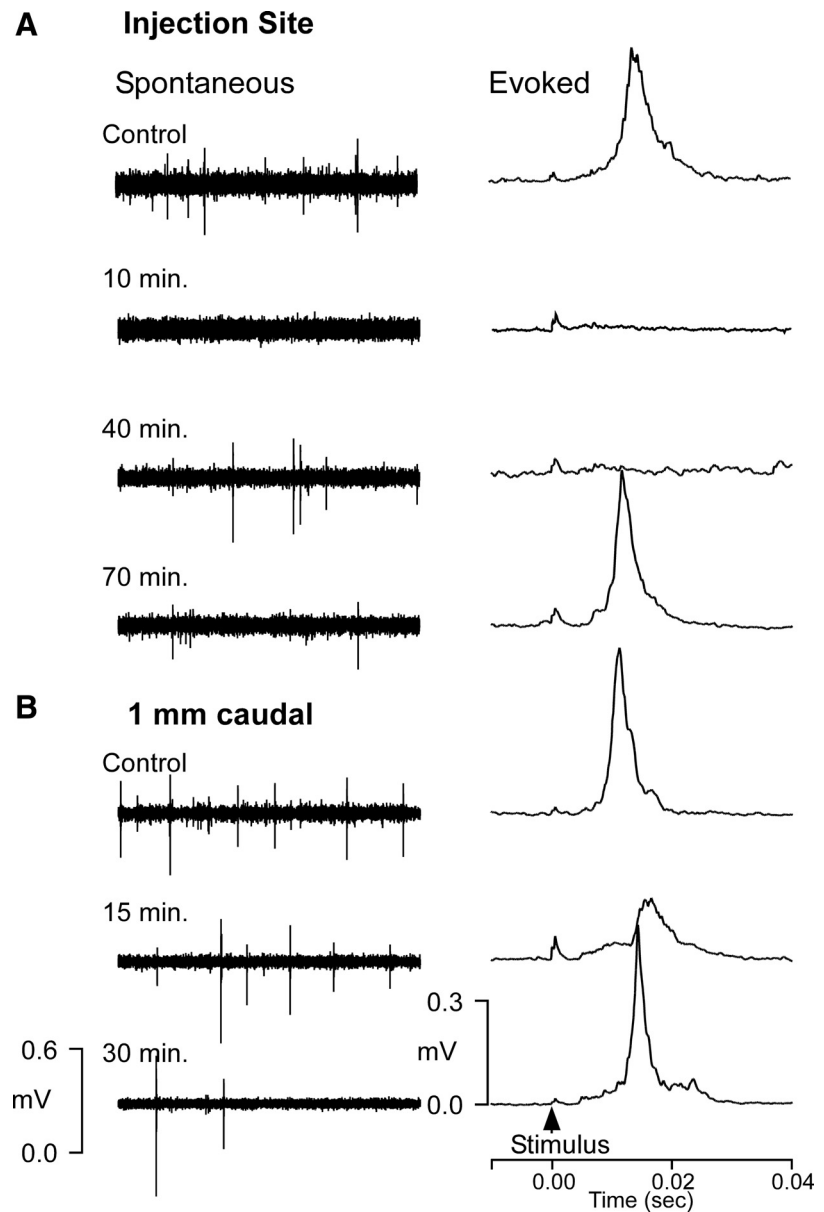 A
Injection Site
Spontaneous
Evoked
Control
10 min.
40 min.
70 min.
B
1 mm caudal
Control
15 min.
30 min.
0.6
mV
0.0
0.3
mV
0.0
Stimulus
0.00
0.02
0.04
Time (sec)